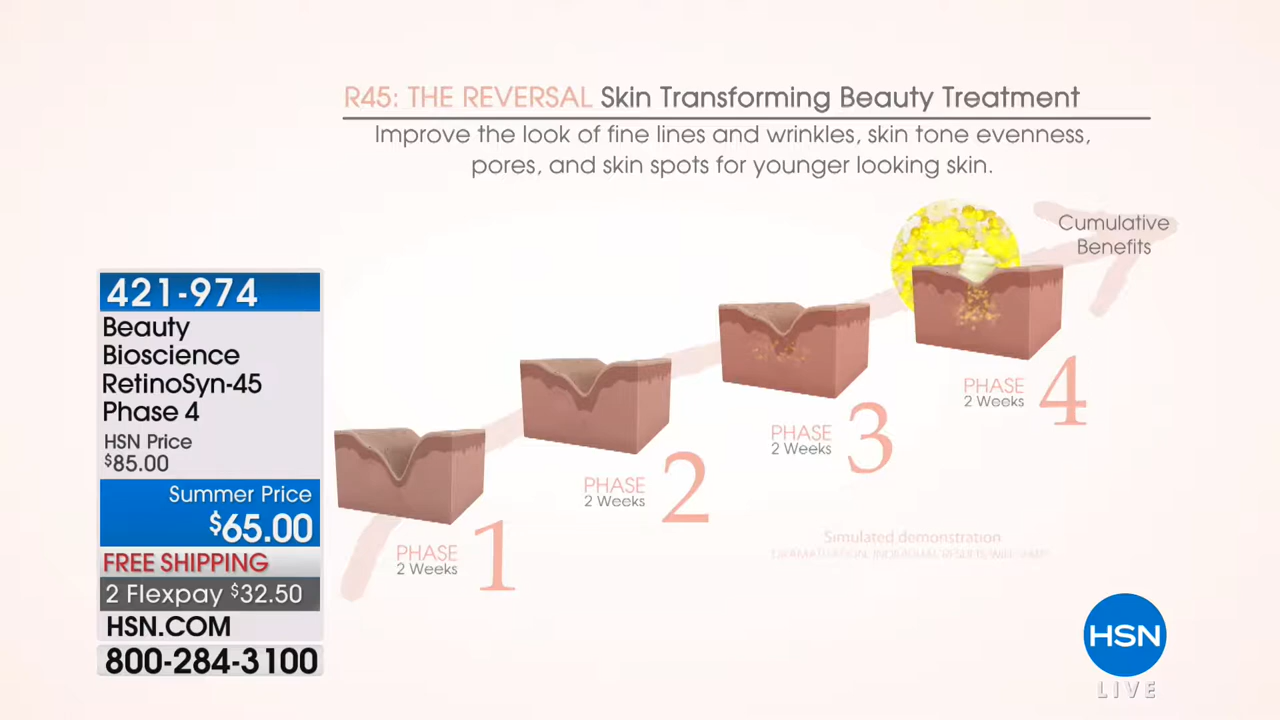 R45: THE REVERSAL Skin Transforming Beauty Treatment
Improve the look of fine lines and wrinkles, skin tone evenness,
pores, and skin spots for younger looking skin.
Cumulative
Benefits
421-974
Beauty
Bioscience
RetinoSyn-45
Phase 4
HSN Price
$85.00
Summer Price
$65.00
FREE SHIPPING
2 Flexpay $32.50
HSN.COM
800-284-3100
PHASE 1
2 Weeks
PHASE 2
2 Weeks
PHASE 3
2 Weeks
PHASE 4
2 Weeks
Simulated demonstration
HSN
LIVE